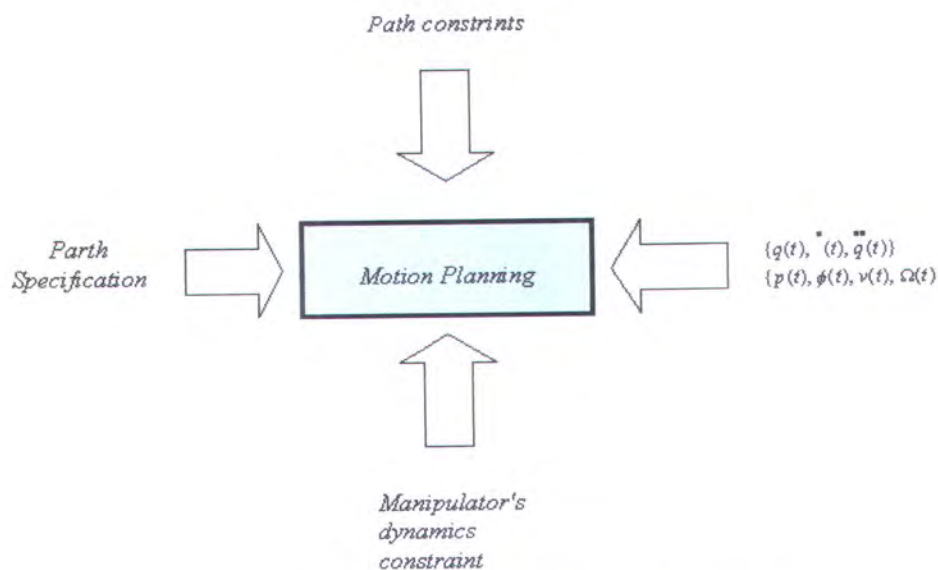 Path constrints
Parth
Specification
Motion Planning
{q(t), ̇(t), q̈(t)}
{p(t), ϕ(t), v(t), Ω(t)
Manipulator's
dynamics
constraint